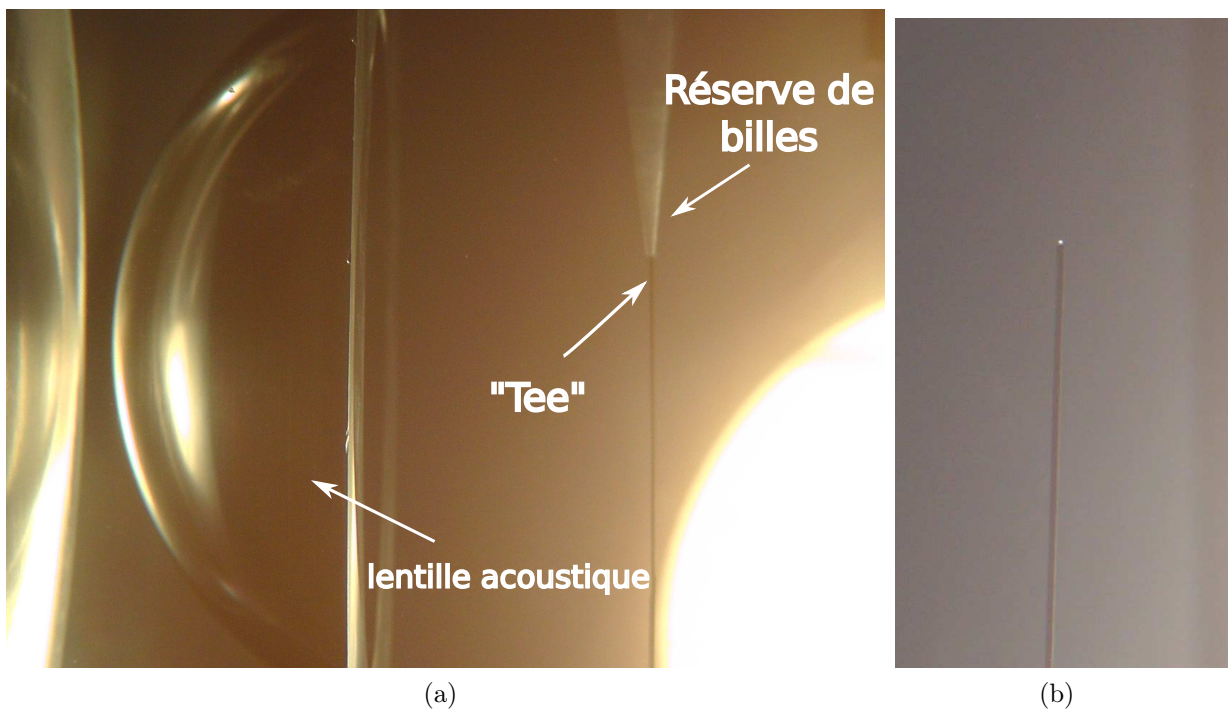 Réserve de
billes
"Tee"
lentille acoustique
(a)
(b)